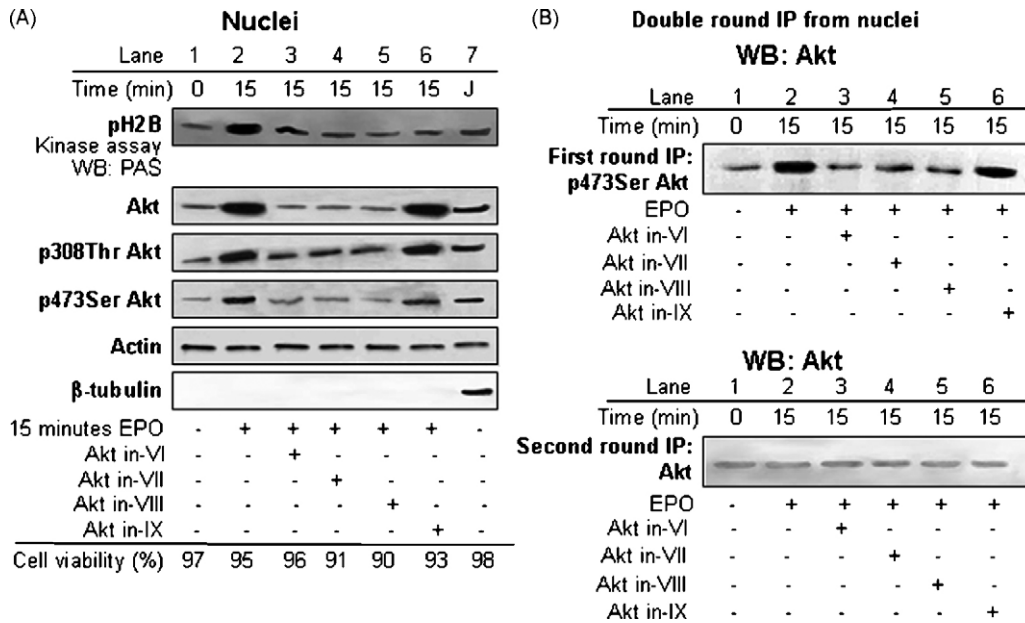 (A)
Nuclei
Lane 1 2 3 4 5 6 7
Time (min) 0 15 15 15 15 15 J
pH2B
Kinase assay
WB: PAS
Akt
p308Thr Akt
p473Ser Akt
Actin
β-tubulin
15 minutes EPO - + + + + + -
Akt in-VI - - + - - - -
Akt in-VII - - - + - - -
Akt in-VIII - - - - + - -
Akt in-IX - - - - - + -
Cell viability (%) 97 95 96 91 90 93 98
(B)
Double round IP from nuclei
WB: Akt
Lane 1 2 3 4 5 6
Time (min) 0 15 15 15 15 15
First round IP:
p473Ser Akt
EPO - + + + + +
Akt in-VI - - + - - -
Akt in-VII - - - + - -
Akt in-VIII - - - - + -
Akt in-IX - - - - - +
WB: Akt
Lane 1 2 3 4 5 6
Time (min) 0 15 15 15 15 15
Second round IP:
Akt
EPO - + + + + +
Akt in-VI - - + - - -
Akt in-VII - - - + - -
Akt in-VIII - - - - + -
Akt in-IX - - - - - +